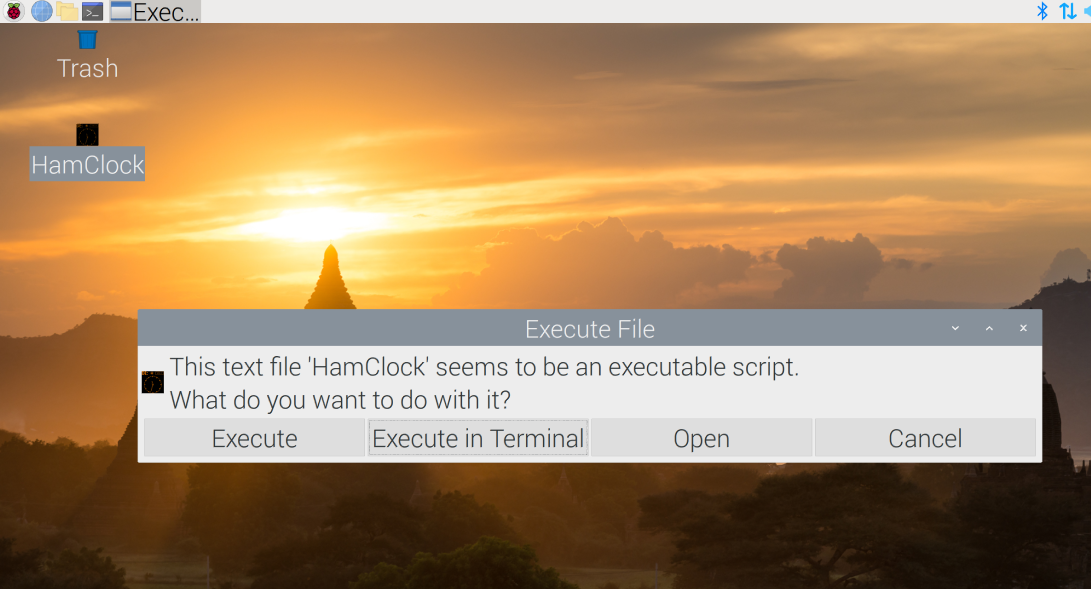 Exec...
Trash
HamClock
Execute File
This text file 'HamClock' seems to be an executable script.
What do you want to do with it?
Execute
Execute in Terminal
Open
Cancel